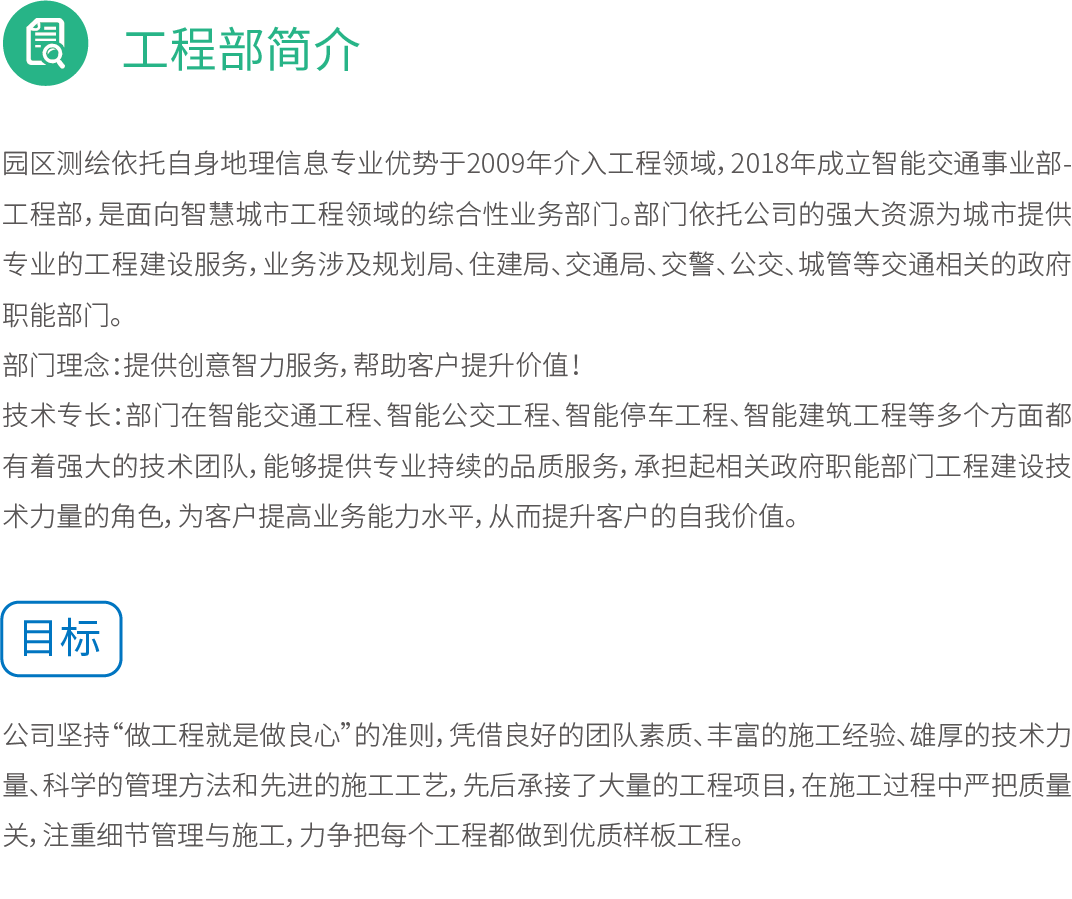 工程部简介
园区测绘依托自身地理信息专业优势于2009年介入工程领域，2018年成立智能交通事业部-
工程部，是面向智慧城市工程领域的综合性业务部门。部门依托公司的强大资源为城市提供
专业的工程建设服务，业务涉及规划局、住建局、交通局、交警、公交、城管等交通相关的政府
职能部门。
部门理念：提供创意智力服务，帮助客户提升价值！
技术专长：部门在智能交通工程、智能公交工程、智能停车工程、智能建筑工程等多个方面都
有着强大的技术团队，能够提供专业持续的品质服务，承担起相关政府职能部门工程建设技
术力量的角色，为客户提高业务能力水平，从而提升客户的自我价值。
目标
公司坚持“做工程就是做良心”的准则，凭借良好的团队素质、丰富的施工经验、雄厚的技术力
量、科学的管理方法和先进的施工工艺，先后承接了大量的工程项目，在施工过程中严把质量
关，注重细节管理与施工，力争把每个工程都做到优质样板工程。